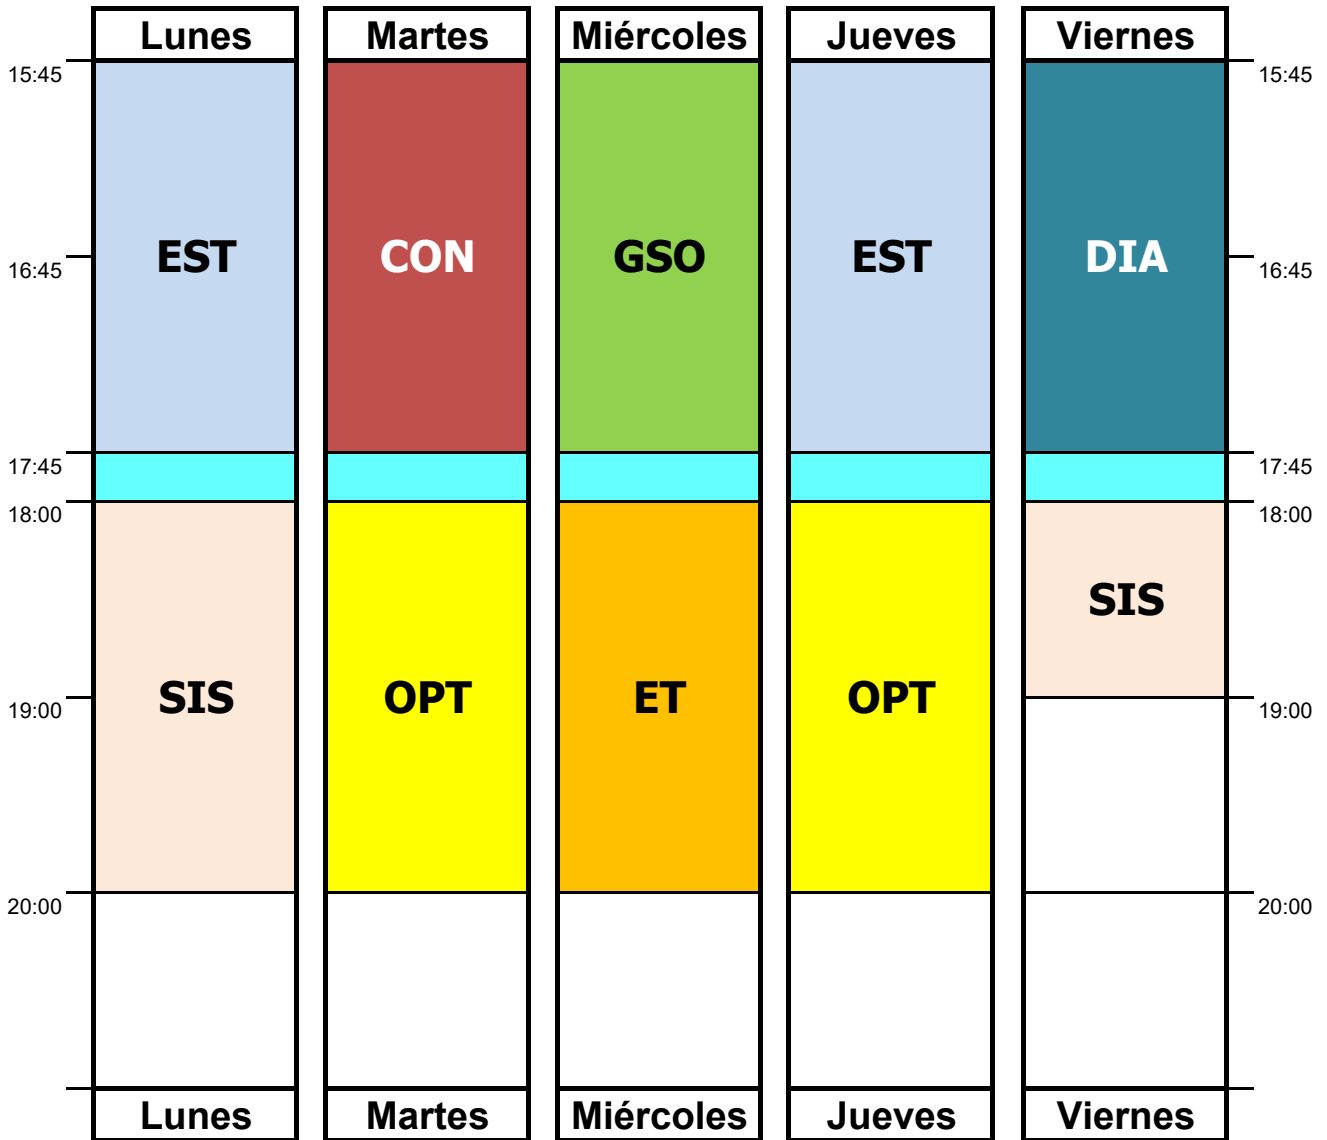 Lunes Martes Miércoles Jueves Viernes
15:45 15:45
16:45 EST CON GSO EST DIA 16:45
17:45 17:45
18:00 18:00
SIS
19:00 SIS OPT ET OPT 19:00
20:00 20:00
Lunes Martes Miércoles Jueves Viernes